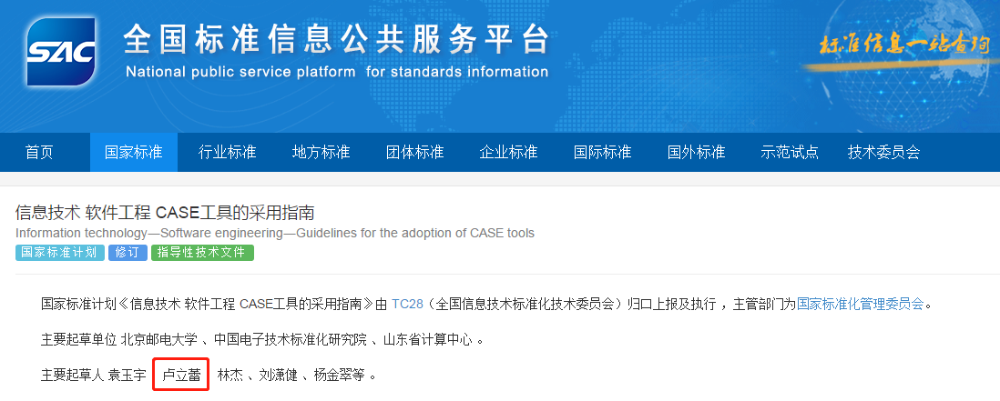 SAC
全国标准信息公共服务平台
National public service platform for standards information
标准信息一站查询
首页 国家标准 行业标准 地方标准 团体标准 企业标准 国际标准 国外标准 示范试点 技术委员会
信息技术 软件工程 CASE工具的采用指南
Information technology—Software engineering—Guidelines for the adoption of CASE tools
国家标准计划 修订 指导性技术文件
国家标准计划《信息技术 软件工程 CASE工具的采用指南》由 TC28（全国信息技术标准化技术委员会）归口上报及执行 ，主管部门为国家标准化管理委员会。
主要起草单位 北京邮电大学 、中国电子技术标准化研究院 、山东省计算中心 。
主要起草人 袁玉宇 卢立蕾 林杰 、刘潇健 、杨金翠等 。